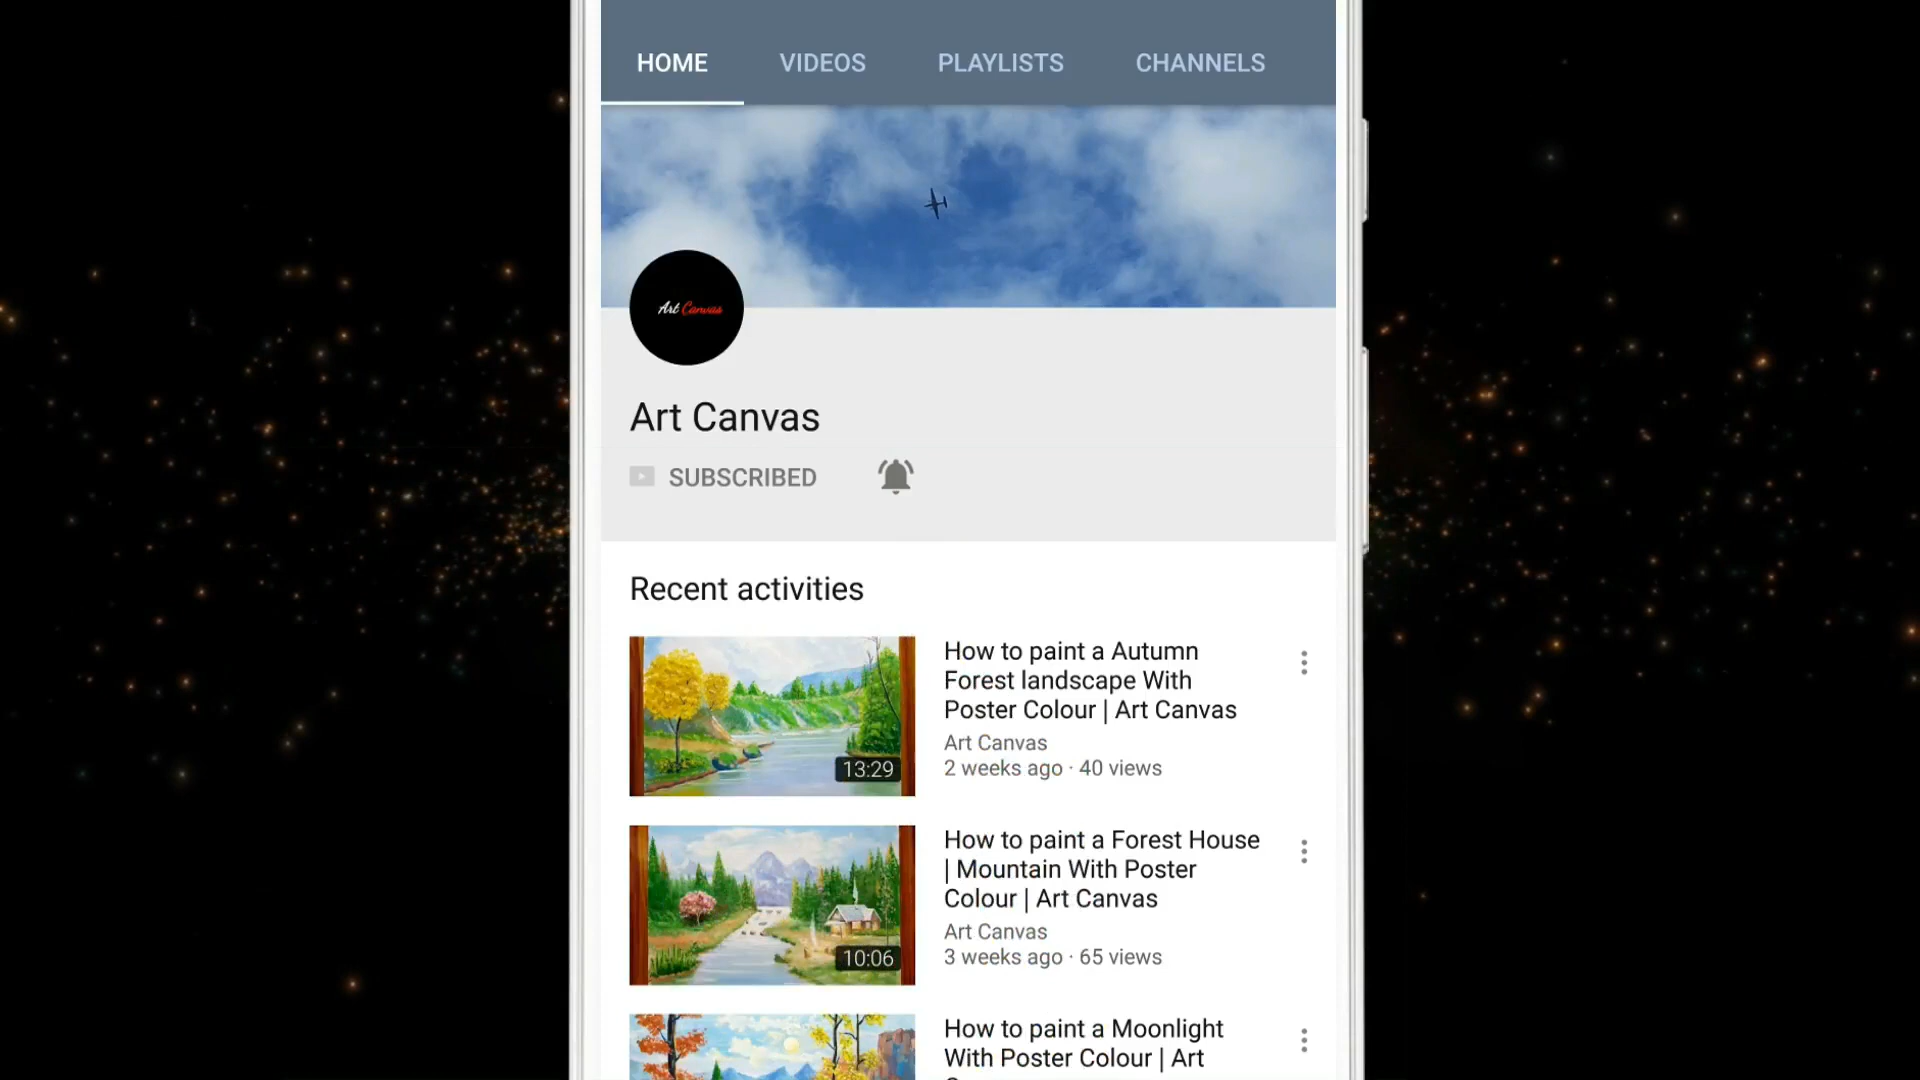 HOME VIDEOS PLAYLISTS CHANNELS
Art Canvas
Art Canvas
SUBSCRIBED
Recent activities
How to paint a Autumn
Forest landscape With
Poster Colour | Art Canvas
Art Canvas
2 weeks ago · 40 views
13:29
How to paint a Forest House
| Mountain With Poster
Colour | Art Canvas
Art Canvas
3 weeks ago · 65 views
10:06
How to paint a Moonlight
With Poster Colour | Art